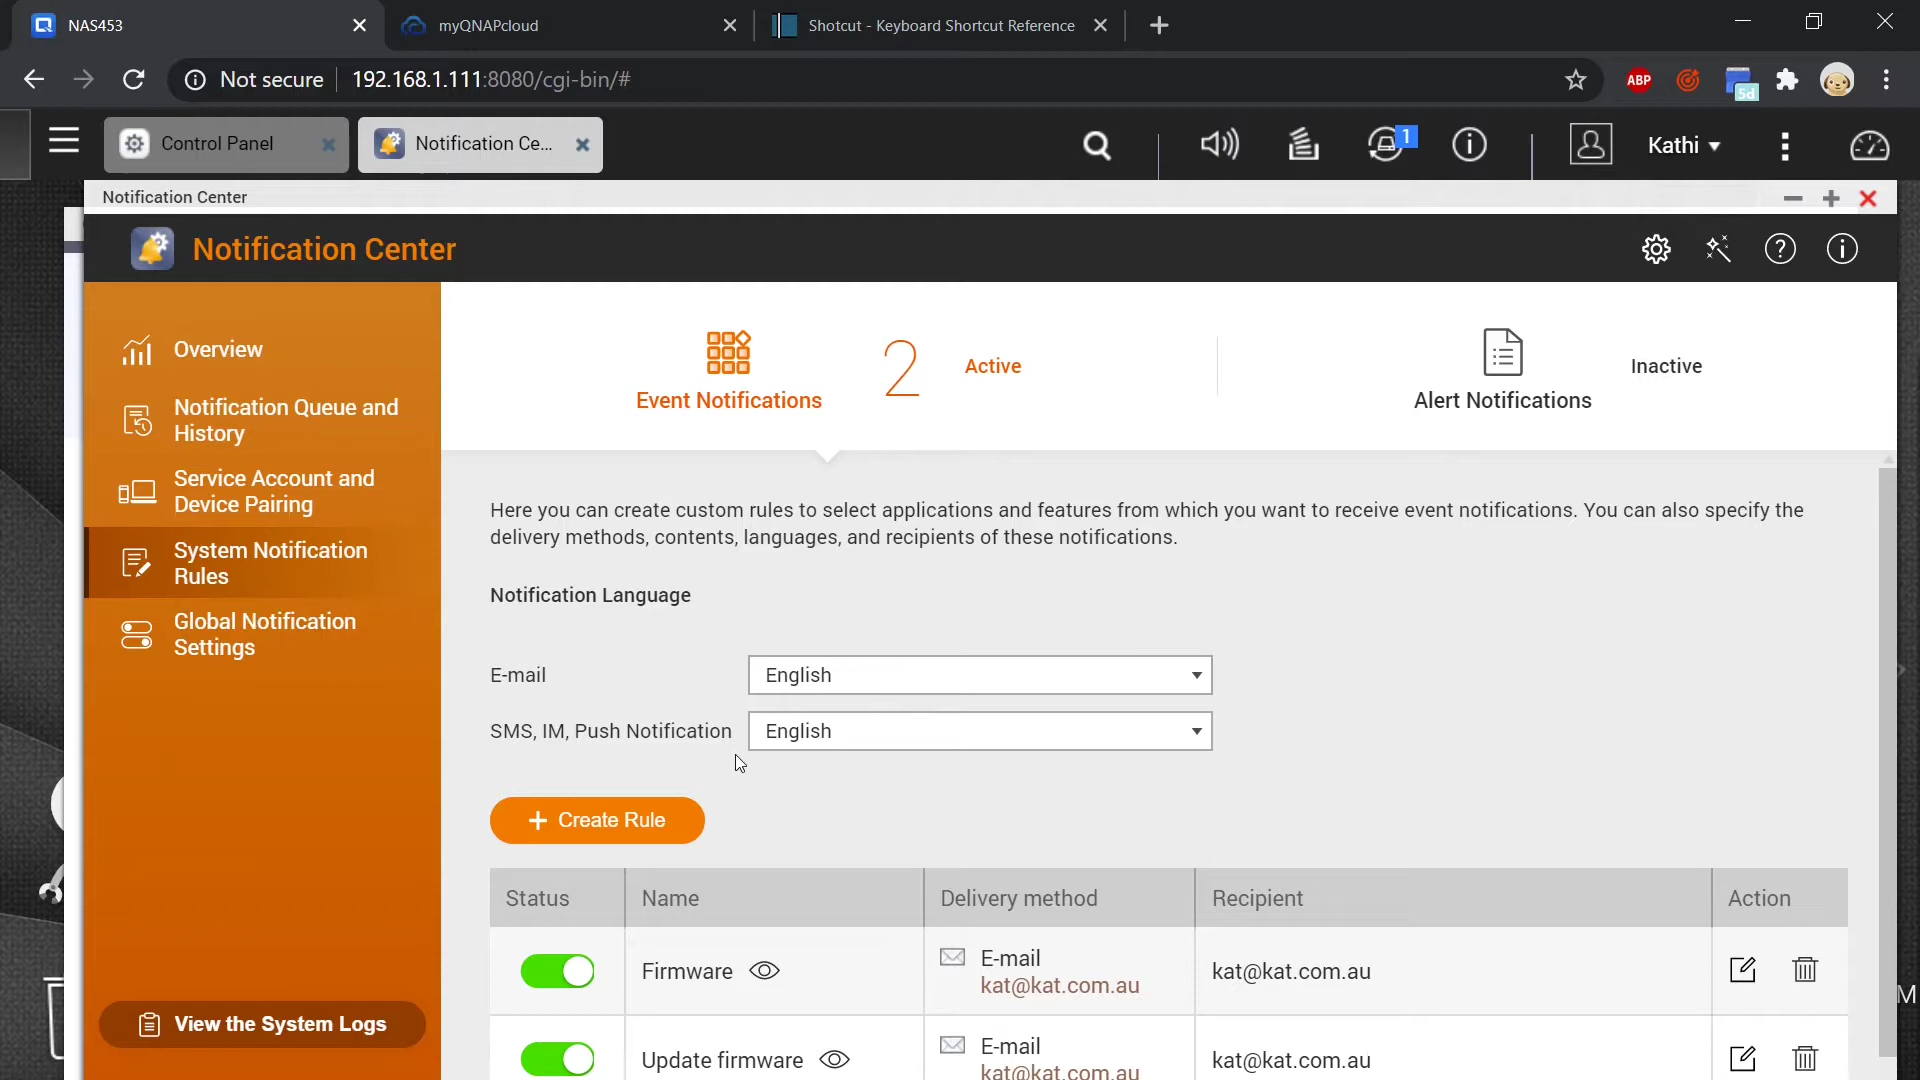 NAS453
myQNAPcloud
Shotcut - Keyboard Shortcut Reference
Not secure
192.168.1.111:8080/cgi-bin/#
ABP
5d
Control Panel
Notification Ce...
1
Kathi
Notification Center
Notification Center
Overview
Notification Queue and
History
Service Account and
Device Pairing
System Notification
Rules
Global Notification
Settings
View the System Logs
Event Notifications
2
Active
Alert Notifications
Inactive
Here you can create custom rules to select applications and features from which you want to receive event notifications. You can also specify the
delivery methods, contents, languages, and recipients of these notifications.
Notification Language
E-mail
English
SMS, IM, Push Notification
English
+ Create Rule
Status
Name
Delivery method
Recipient
Action
Firmware
E-mail
kat@kat.com.au
kat@kat.com.au
Update firmware
E-mail
kat@kat.com.au
kat@kat.com.au
M